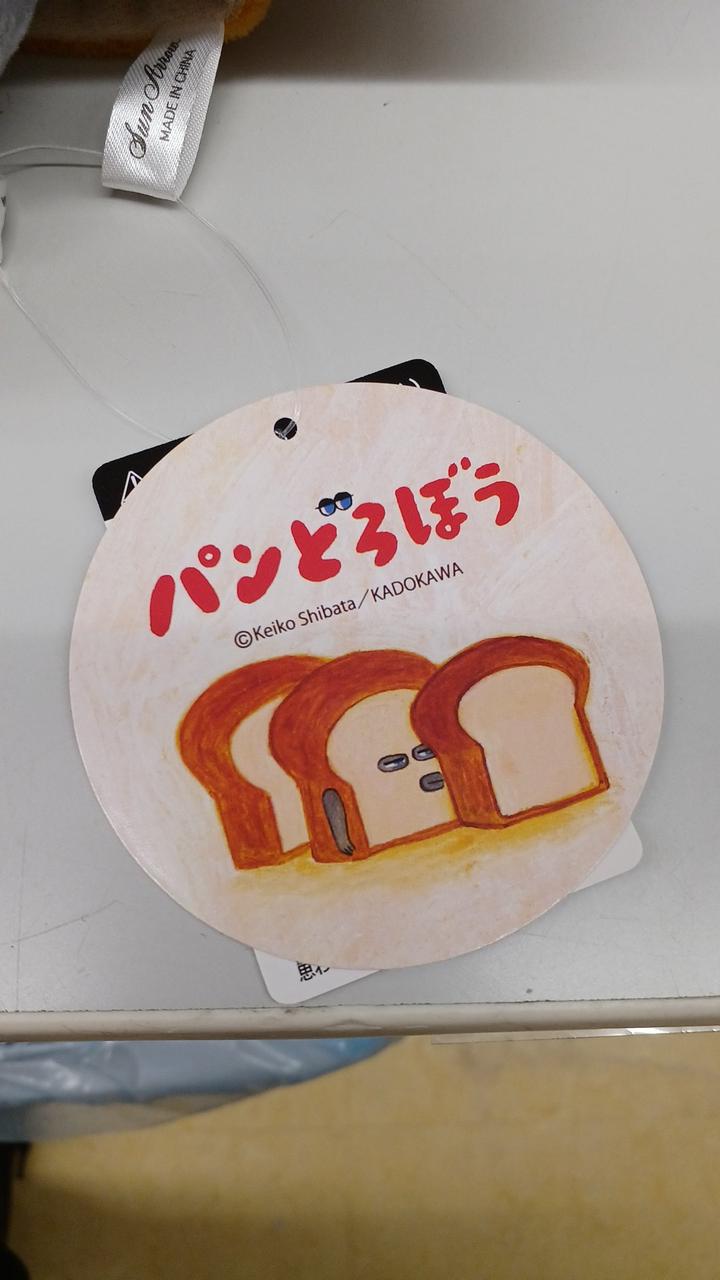 Sun Arrow
MADE IN CHINA
パンどろぼう
©Keiko Shibata/KADOKAWA